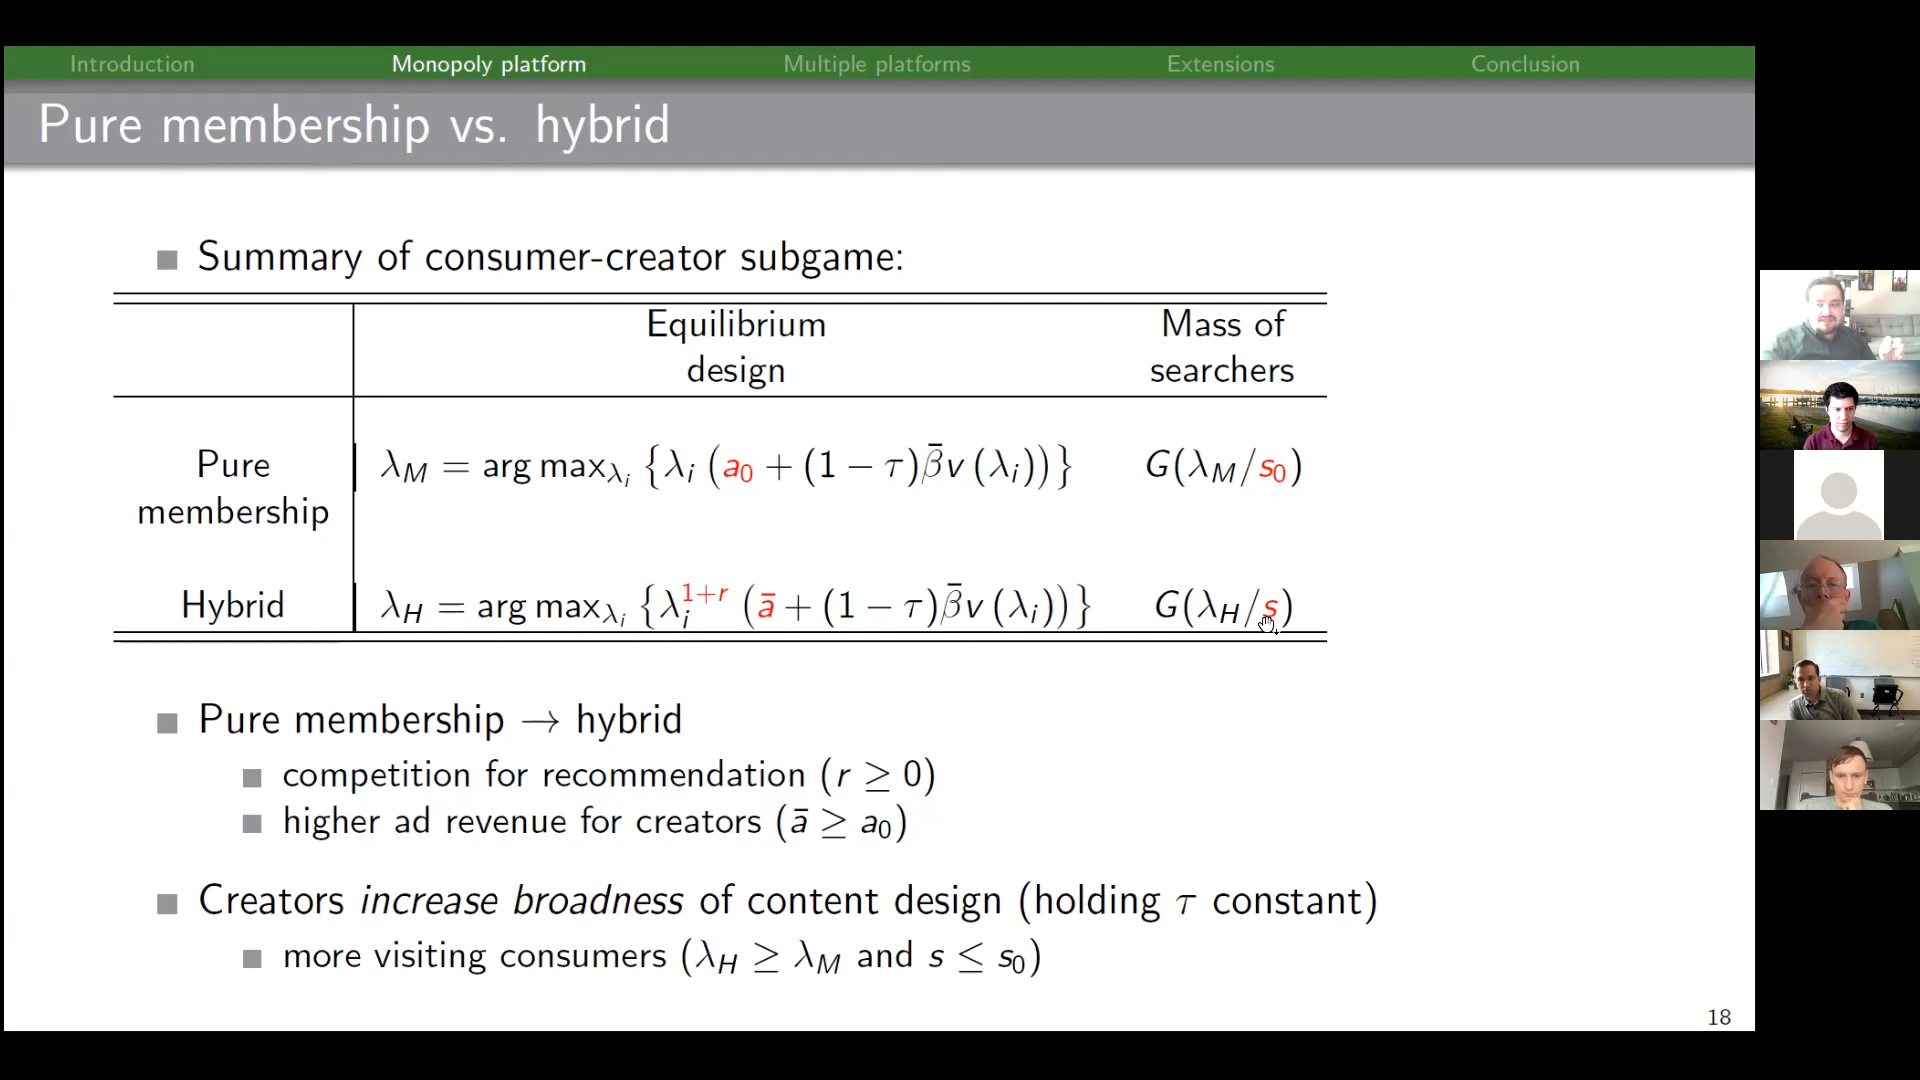 Introduction Monopoly platform Multiple platforms Extensions Conclusion
Pure membership vs. hybrid
Summary of consumer-creator subgame:
Equilibrium design
Mass of searchers
Pure membership
λ_M = arg max_{λ_i} {λ_i (a_0 + (1 − τ)β̄v (λ_i))}
G(λ_M/s_0)
Hybrid
λ_H = arg max_{λ_i} {λ_i^{1+r} (ā + (1 − τ)β̄v (λ_i))}
G(λ_H/s)
Pure membership → hybrid
competition for recommendation (r ≥ 0)
higher ad revenue for creators (ā ≥ a_0)
Creators increase broadness of content design (holding τ constant)
more visiting consumers (λ_H ≥ λ_M and s ≤ s_0)
18